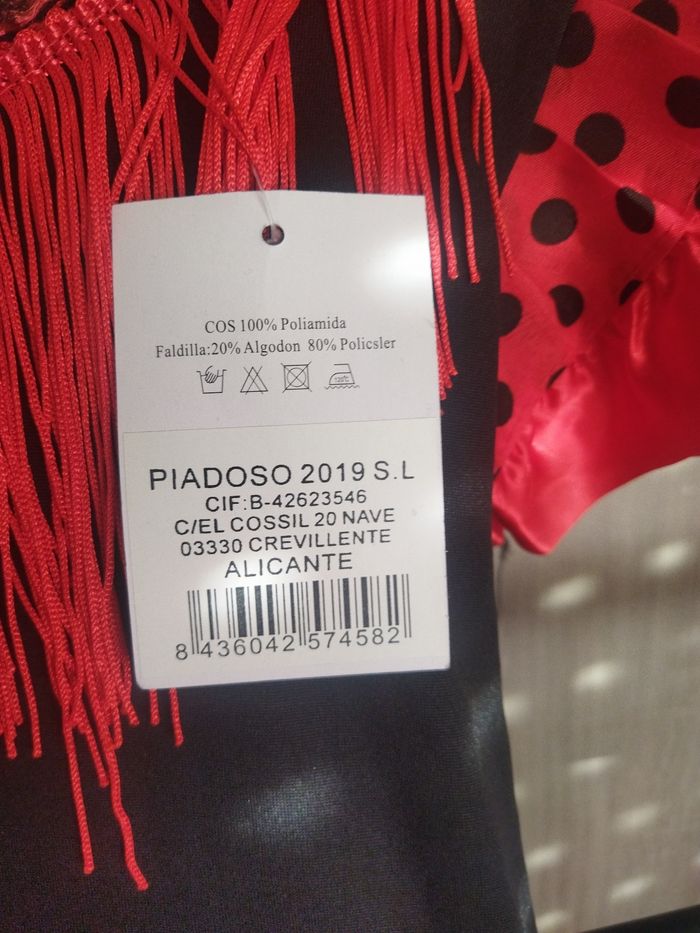 COS 100% Poliamida
Faldilla:20% Algodon 80% Policsler
120℃
PIADOSO 2019 S.L
CIF:B-42623546
C/EL COSSIL 20 NAVE
03330 CREVILLENTE
ALICANTE
8 436042 574582